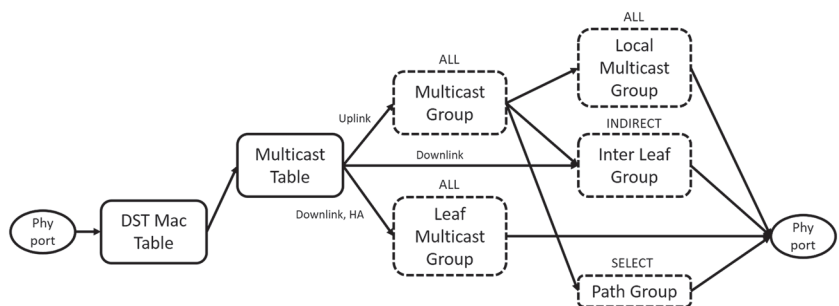 ALL
Local
Multicast
Group
ALL
Multicast
Group
Uplink
INDIRECT
Inter Leaf
Group
Multicast
Table
Downlink
ALL
Leaf
Multicast
Group
Downlink, HA
DST Mac
Table
Phy
port
Phy
port
SELECT
Path Group